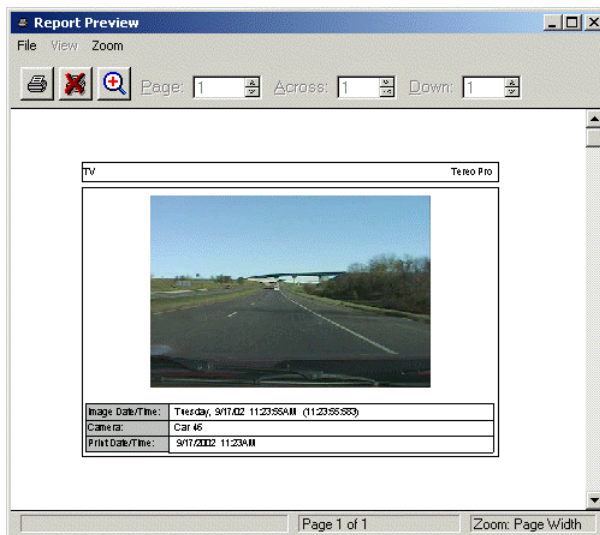 Report Preview
File View Zoom
Page: 1 Across: 1 Down: 1
TV Tereo Pro
Image Date/Time: Tuesday, 9/17/02 11:23:55AM (11:23:55:583)
Camera: Car 46
Print Date/Time: 9/17/2002 11:23AM
Page 1 of 1 Zoom: Page Width